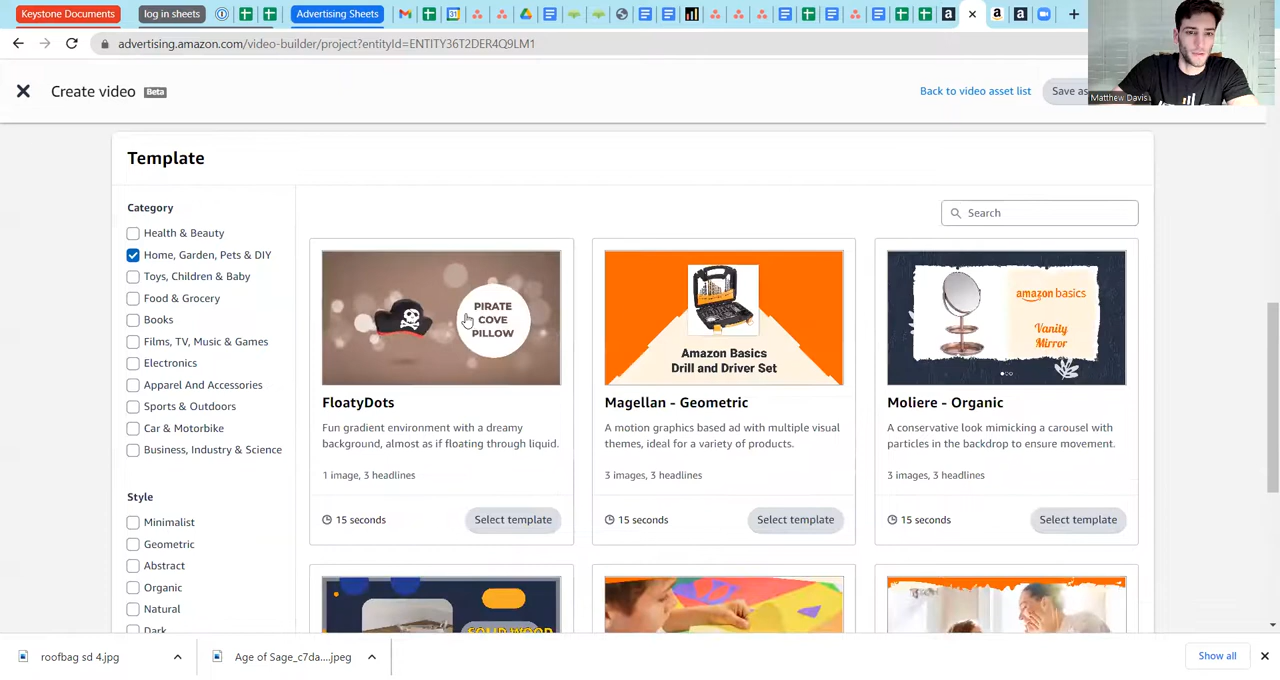 Keystone Documents
log in sheets
Advertising Sheets
advertising.amazon.com/video-builder/project?entityId=ENTITY36T2DER4QLM1
Matthew Davis
Create video Beta
Back to video asset list
Save as
Template
Category
Health & Beauty
Home, Garden, Pets & DIY
Toys, Children & Baby
Food & Grocery
Books
Films, TV, Music & Games
Electronics
Apparel And Accessories
Sports & Outdoors
Car & Motorbike
Business, Industry & Science
Style
Minimalist
Geometric
Abstract
Organic
Natural
Dark
Search
PIRATE
COVE
PILLOW
FloatyDots
Fun gradient environment with a dreamy
background, almost as if floating through liquid.
1 image, 3 headlines
15 seconds
Select template
Amazon Basics
Drill and Driver Set
Magellan - Geometric
A motion graphics based ad with multiple visual
themes, ideal for a variety of products.
3 images, 3 headlines
15 seconds
Select template
amazon basics
Vanity
Mirror
Moliere - Organic
A conservative look mimicking a carousel with
particles in the backdrop to ensure movement.
3 images, 3 headlines
15 seconds
Select template
SOLID WOOD
roofbag sd 4.jpg
Age of Sage_c7da....jpeg
Show all